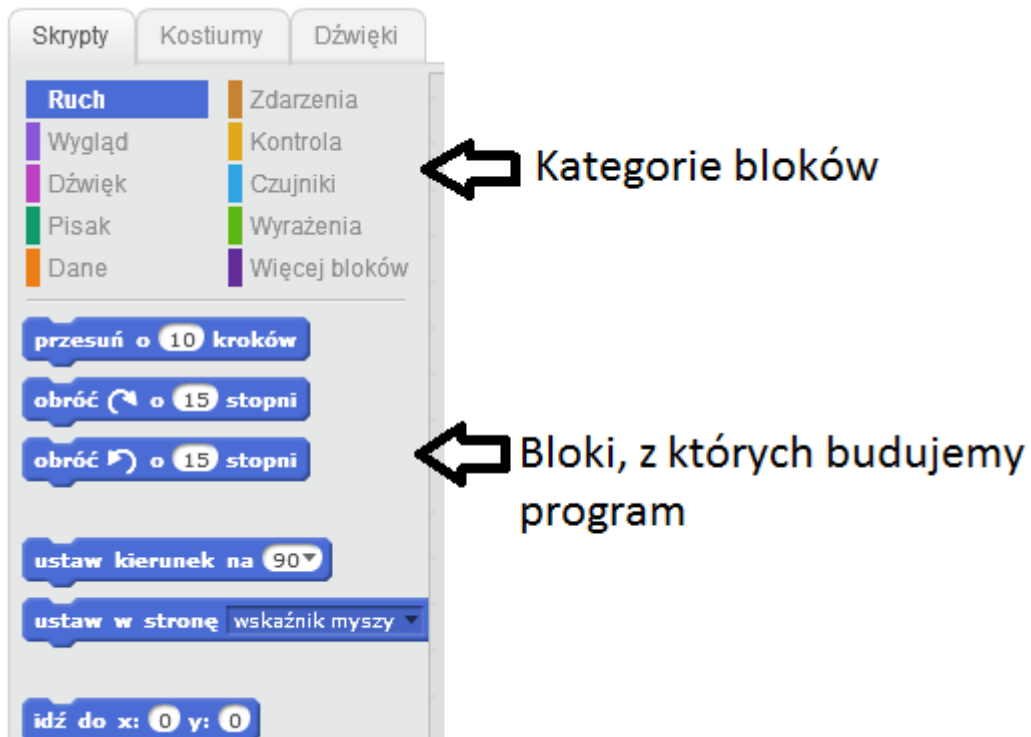 Skrypty Kostiumy Dźwięki
Ruch Zdarzenia
Wygląd Kontrola
Dźwięk Czujniki
Pisak Wyrażenia
Dane Więcej bloków
Kategorie bloków
przesuń o 10 kroków
obróć o 15 stopni
obróć o 15 stopni
Bloki, z których budujemy
program
ustaw kierunek na 90
ustaw w stronę wskaźnik myszy
idź do x: 0 y: 0